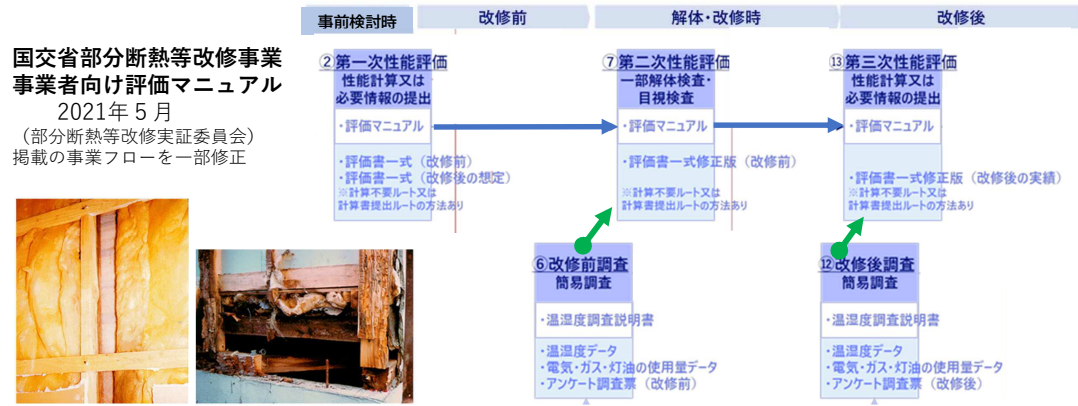 事前検討時
改修前
解体・改修時
改修後
国交省部分断熱等改修事業
事業者向け評価マニュアル
2021年5月
（部分断熱等改修実証委員会）
掲載の事業フローを一部修正
②第一次性能評価
性能計算又は
必要情報の提出
・評価マニュアル
・評価書一式（改修前）
・評価書一式（改修後の想定）
※計算不要ルート又は
計算書提出ルートの方法あり
⑦第二次性能評価
一部解体検査・
目視検査
・評価マニュアル
・評価書一式修正版（改修前）
※計算不要ルート又は
計算書提出ルートの方法あり
⑬第三次性能評価
性能計算又は
必要情報の提出
・評価マニュアル
・評価書一式修正版（改修後の実績）
※計算不要ルート又は
計算書提出ルートの方法あり
⑥改修前調査
簡易調査
・温湿度調査説明書
・温湿度データ
・電気・ガス・灯油の使用量データ
・アンケート調査票（改修前）
⑫改修後調査
簡易調査
・温湿度調査説明書
・温湿度データ
・電気・ガス・灯油の使用量データ
・アンケート調査票（改修後）